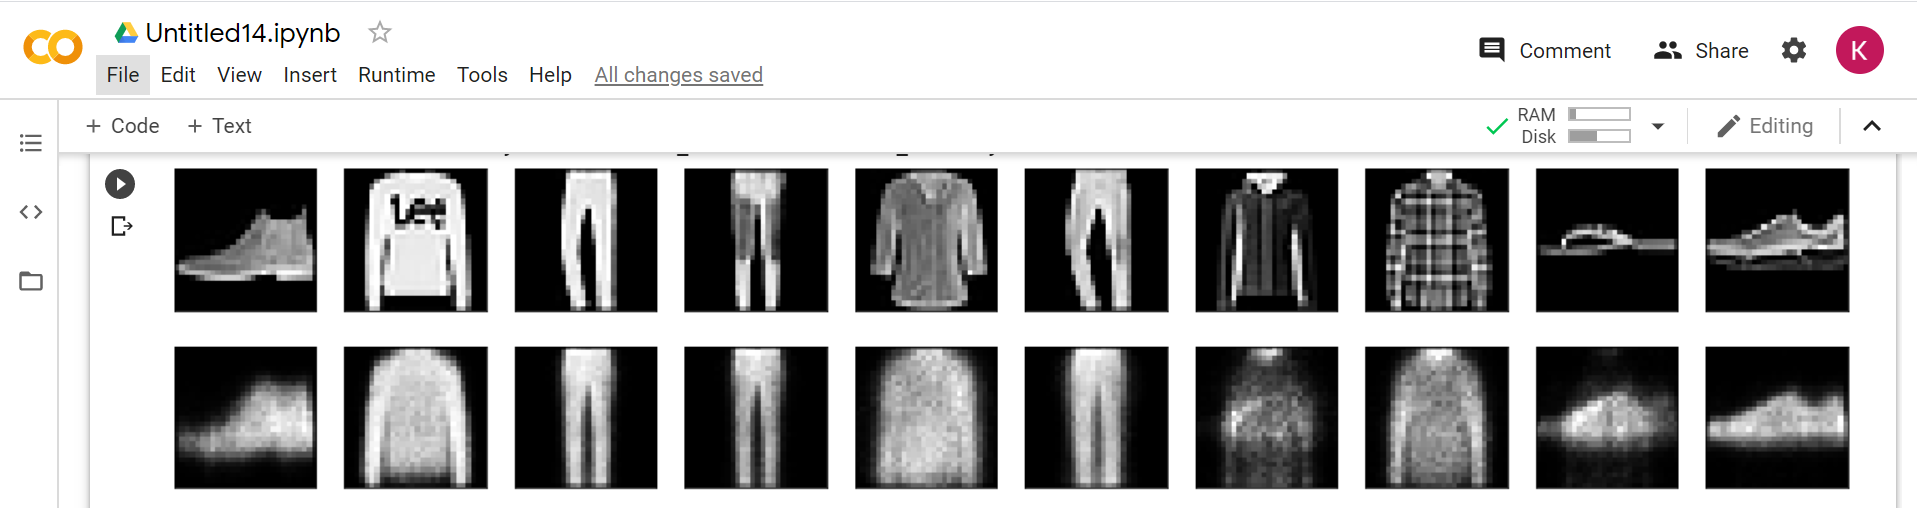 Untitled14.ipynb
File Edit View Insert Runtime Tools Help All changes saved
Comment Share K
+ Code + Text
RAM
Disk
Editing
Lee